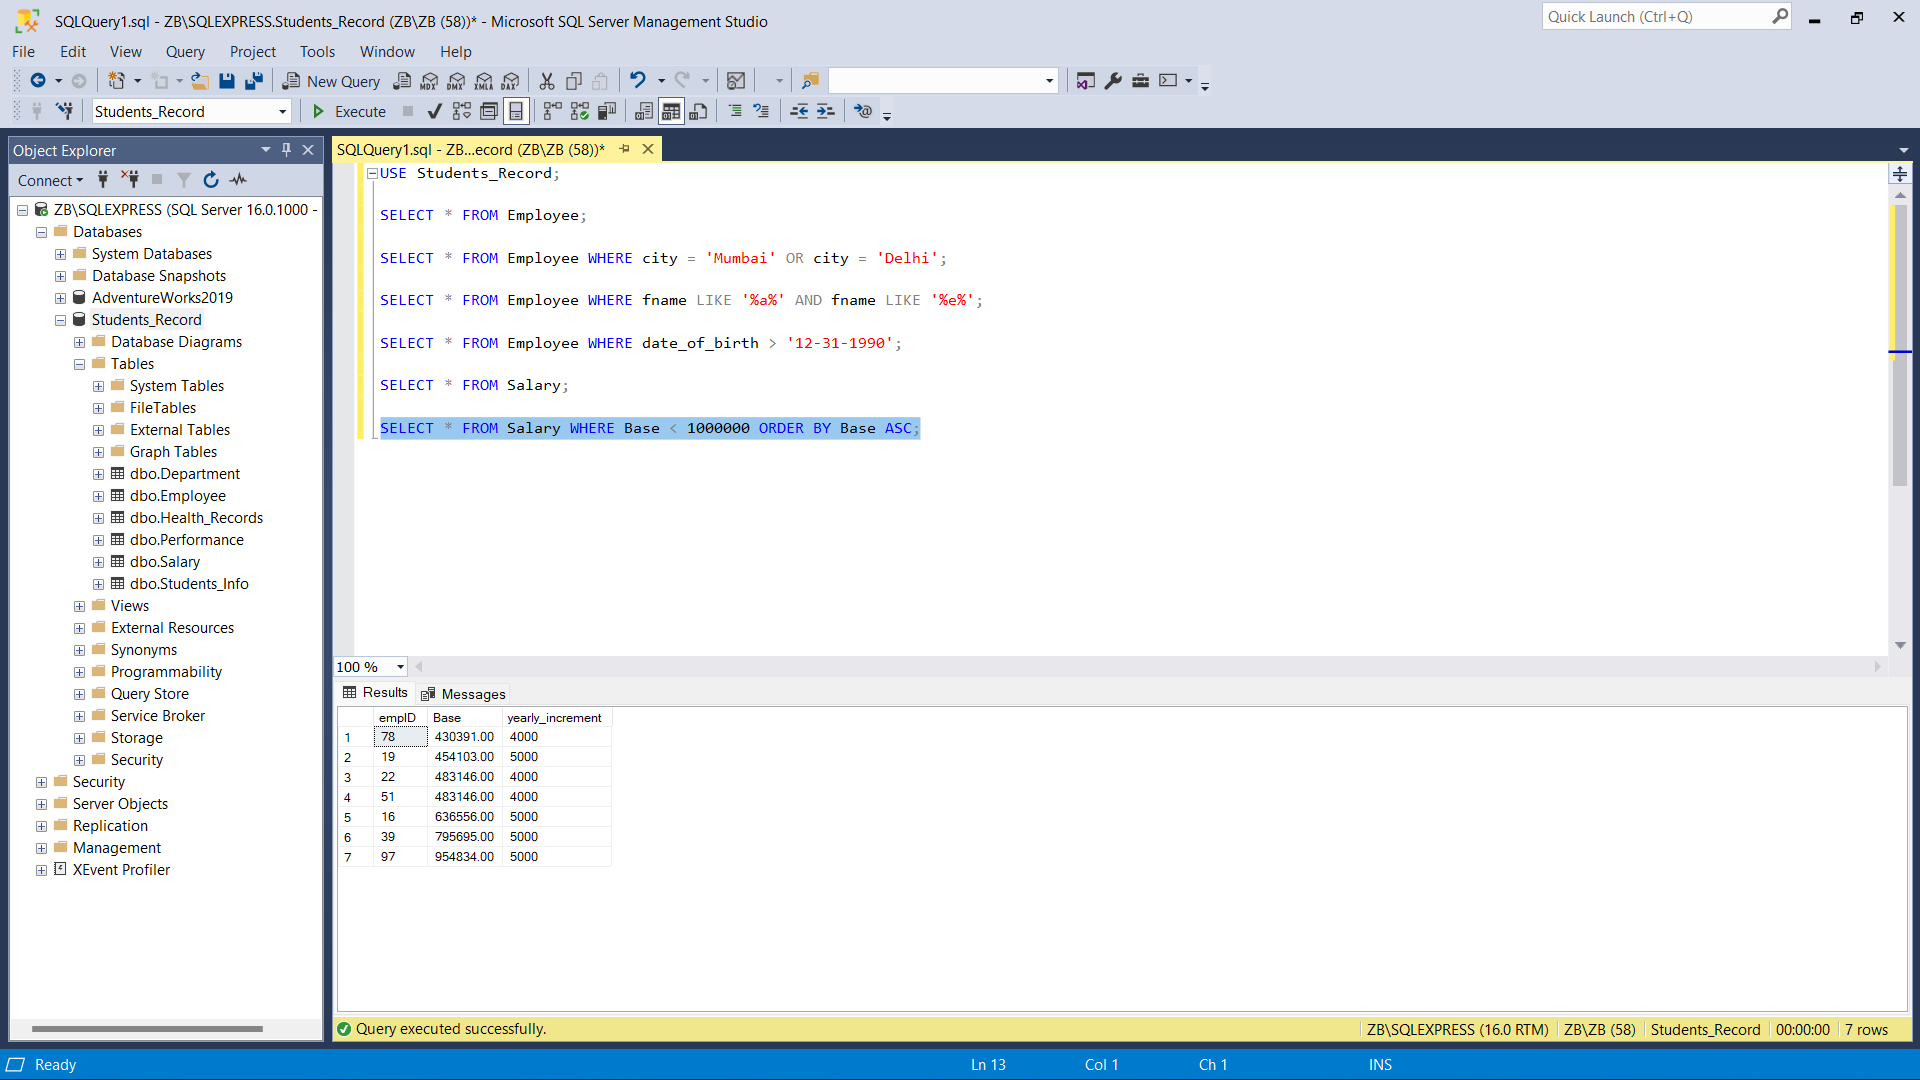 SQLQuery1.sql - ZB\SQLEXPRESS.Students_Record (ZB\ZB (58))* - Microsoft SQL Server Management Studio
Quick Launch (Ctrl+Q)
File Edit View Query Project Tools Window Help
New Query MDX DMX XMLA DAX
Students_Record Execute
Object Explorer
Connect
ZB\SQLEXPRESS (SQL Server 16.0.1000 -
Databases
System Databases
Database Snapshots
AdventureWorks2019
Students_Record
Database Diagrams
Tables
System Tables
FileTables
External Tables
Graph Tables
dbo.Department
dbo.Employee
dbo.Health_Records
dbo.Performance
dbo.Salary
dbo.Students_Info
Views
External Resources
Synonyms
Programmability
Query Store
Service Broker
Storage
Security
Security
Server Objects
Replication
Management
XEvent Profiler
SQLQuery1.sql - ZB...ecord (ZB\ZB (58))*
USE Students_Record;
SELECT * FROM Employee;
SELECT * FROM Employee WHERE city = 'Mumbai' OR city = 'Delhi';
SELECT * FROM Employee WHERE fname LIKE '%a%' AND fname LIKE '%e%';
SELECT * FROM Employee WHERE date_of_birth > '12-31-1990';
SELECT * FROM Salary;
SELECT * FROM Salary WHERE Base < 1000000 ORDER BY Base ASC;
100 %
Results Messages
empID Base yearly_increment
1 78 430391.00 4000
2 19 454103.00 5000
3 22 483146.00 4000
4 51 483146.00 4000
5 16 636556.00 5000
6 39 795695.00 5000
7 97 954834.00 5000
Query executed successfully. ZB\SQLEXPRESS (16.0 RTM) ZB\ZB (58) Students_Record 00:00:00 7 rows
Ready Ln 13 Col 1 Ch 1 INS